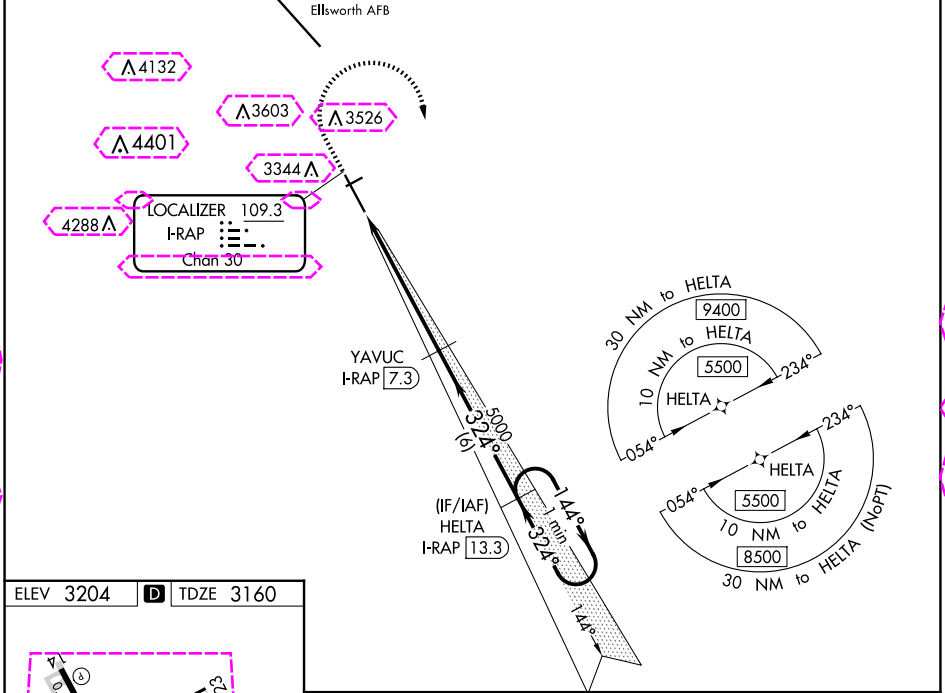 Ellsworth AFB
4132
3603
3526
4401
3344
4288
LOCALIZER 109.3
I-RAP
Chan 30
YAVUC
I-RAP 7.3
324°
5000
(6)
(IF/IAF)
HELTA
I-RAP 13.3
144°
1 min
324°
144°
30 NM to HELTA
9400
10 NM to HELTA
5500
234°
HELTA
054°
234°
HELTA
054°
5500
10 NM to HELTA
8500
30 NM to HELTA (NoPT)
ELEV 3204 D TDZE 3160
14
P
23